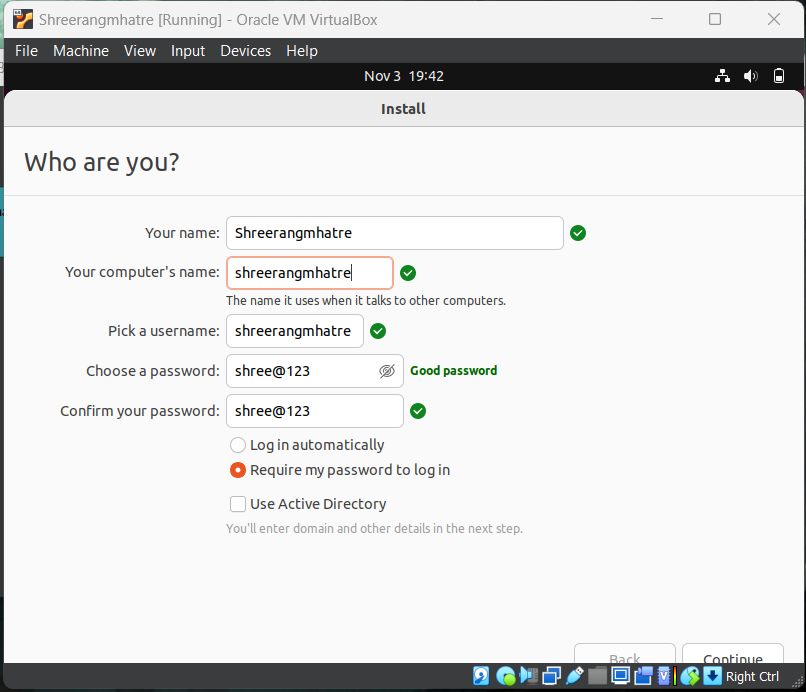 Shreerangmhatre [Running] - Oracle VM VirtualBox
File Machine View Input Devices Help
Nov 3 19:42
Install
Who are you?
Your name: Shreerangmhatre
Your computer's name: shreerangmhatre
The name it uses when it talks to other computers.
Pick a username: shreerangmhatre
Choose a password: shree@123 Good password
Confirm your password: shree@123
Log in automatically
Require my password to log in
Use Active Directory
You'll enter domain and other details in the next step.
Back Continue
Right Ctrl